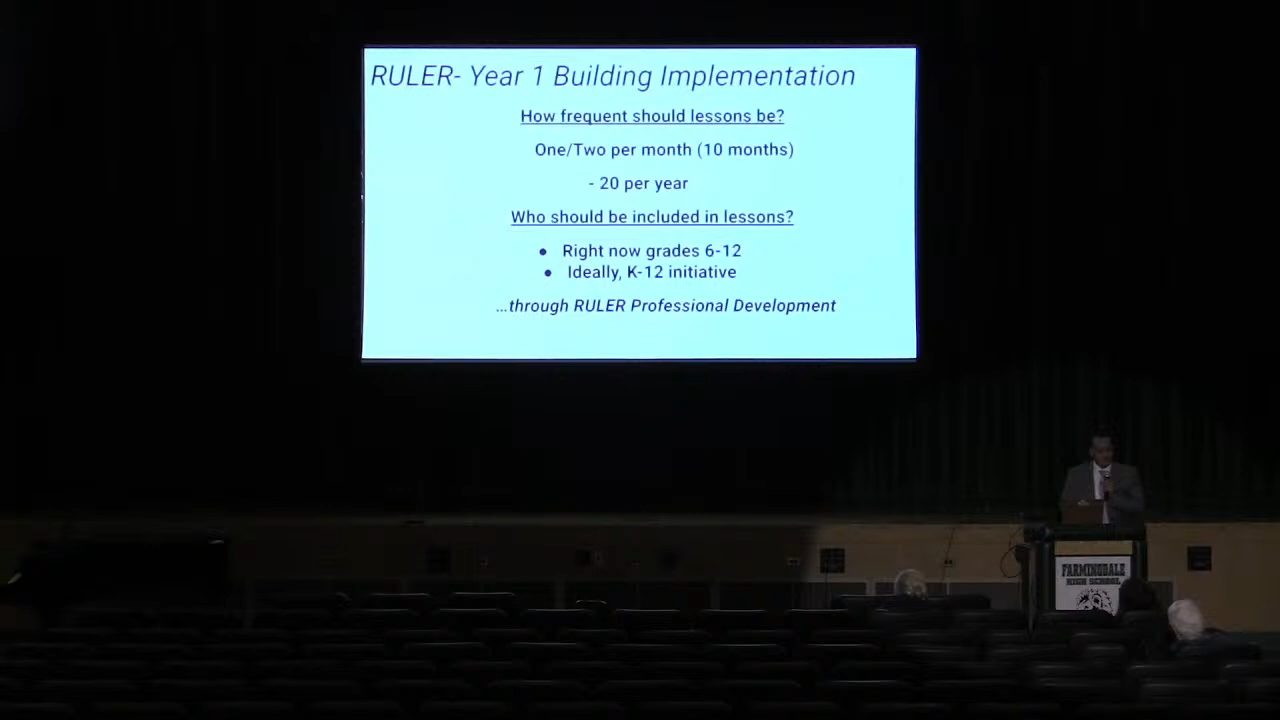 RULER- Year 1 Building Implementation
How frequent should lessons be?
One/Two per month (10 months)
- 20 per year
Who should be included in lessons?
● Right now grades 6-12
● Ideally, K-12 initiative
...through RULER Professional Development
FARMINGDALE
HIGH SCHOOL